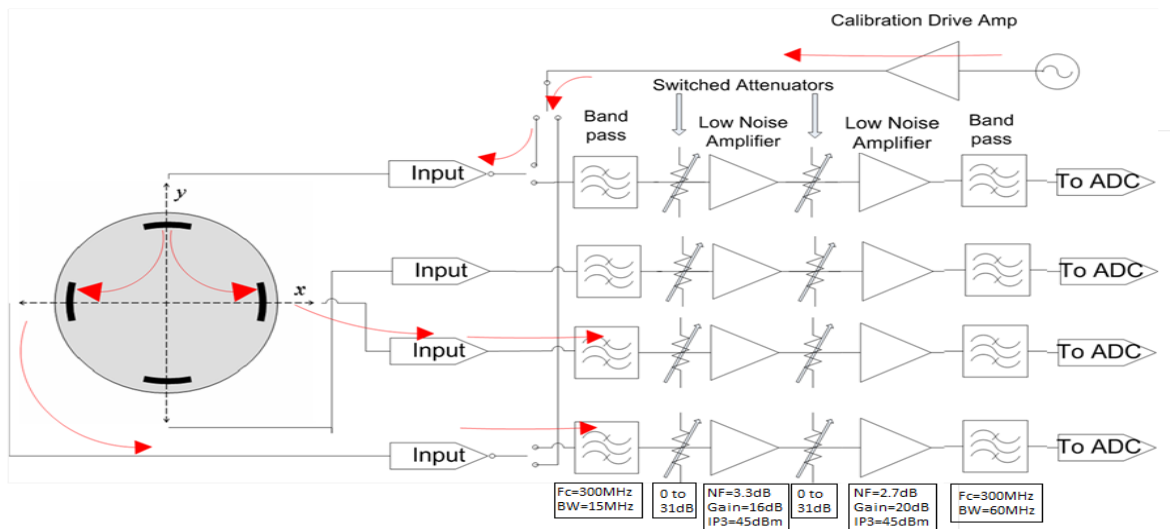 Calibration Drive Amp
Switched Attenuators
Band
pass
Low Noise
Amplifier
Low Noise
Amplifier
Band
pass
Input
To ADC
y
Input
To ADC
x
Input
To ADC
Input
To ADC
Fc=300MHz
BW=15MHz
0 to
31dB
NF=3.3dB
Gain=16dB
IP3=45dBm
0 to
31dB
NF=2.7dB
Gain=20dB
IP3=45dBm
Fc=300MHz
BW=60MHz